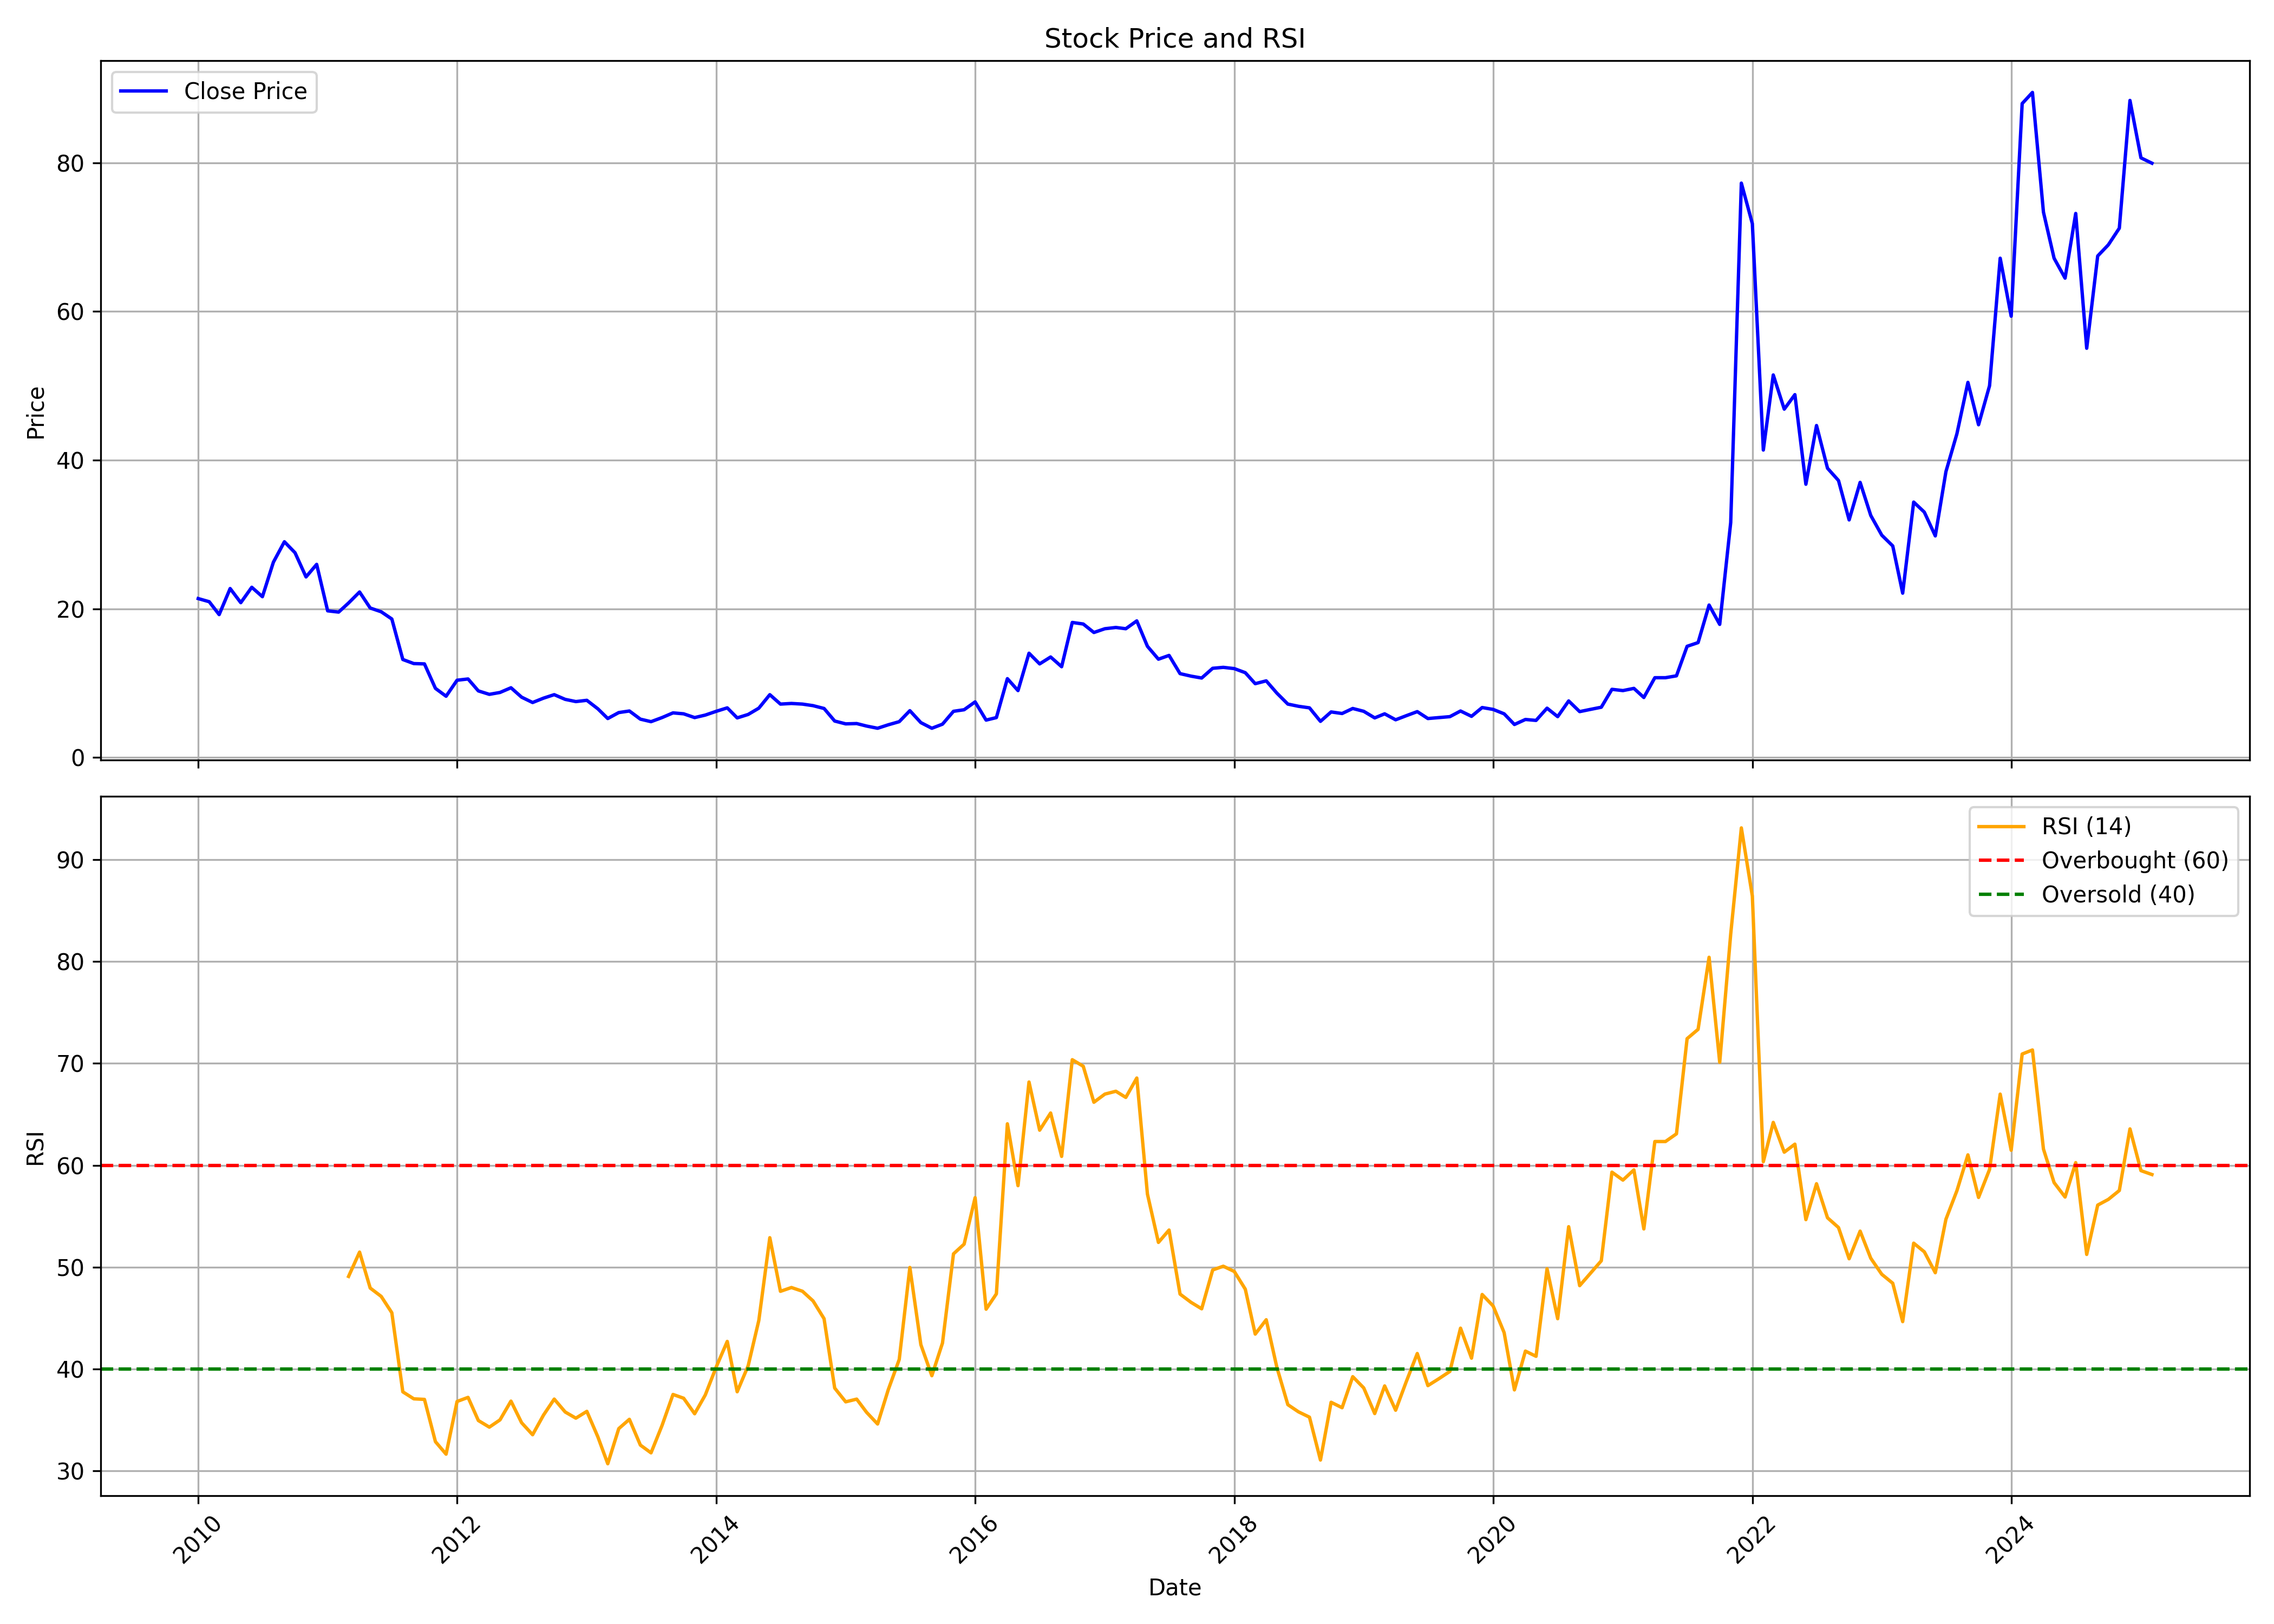 Stock Price and RSI
Close Price
Price
80
60
40
20
0
RSI (14)
Overbought (60)
Oversold (40)
RSI
90
80
70
60
50
40
30
2010
2012
2014
2016
2018
2020
2022
2024
Date